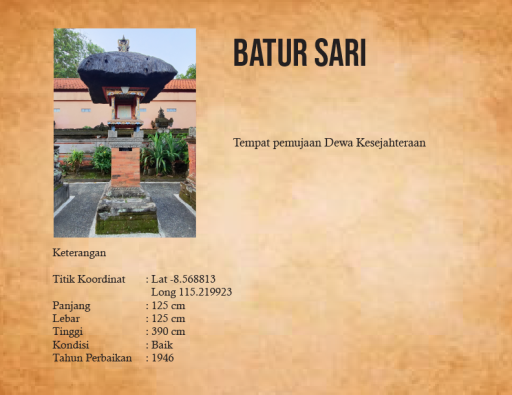 BATUR SARI
Tempat pemujaan Dewa Kesejahteraan
Keterangan
Titik Koordinat : Lat -8.568813
Long 115.219923
Panjang : 125 cm
Lebar : 125 cm
Tinggi : 390 cm
Kondisi : Baik
Tahun Perbaikan : 1946